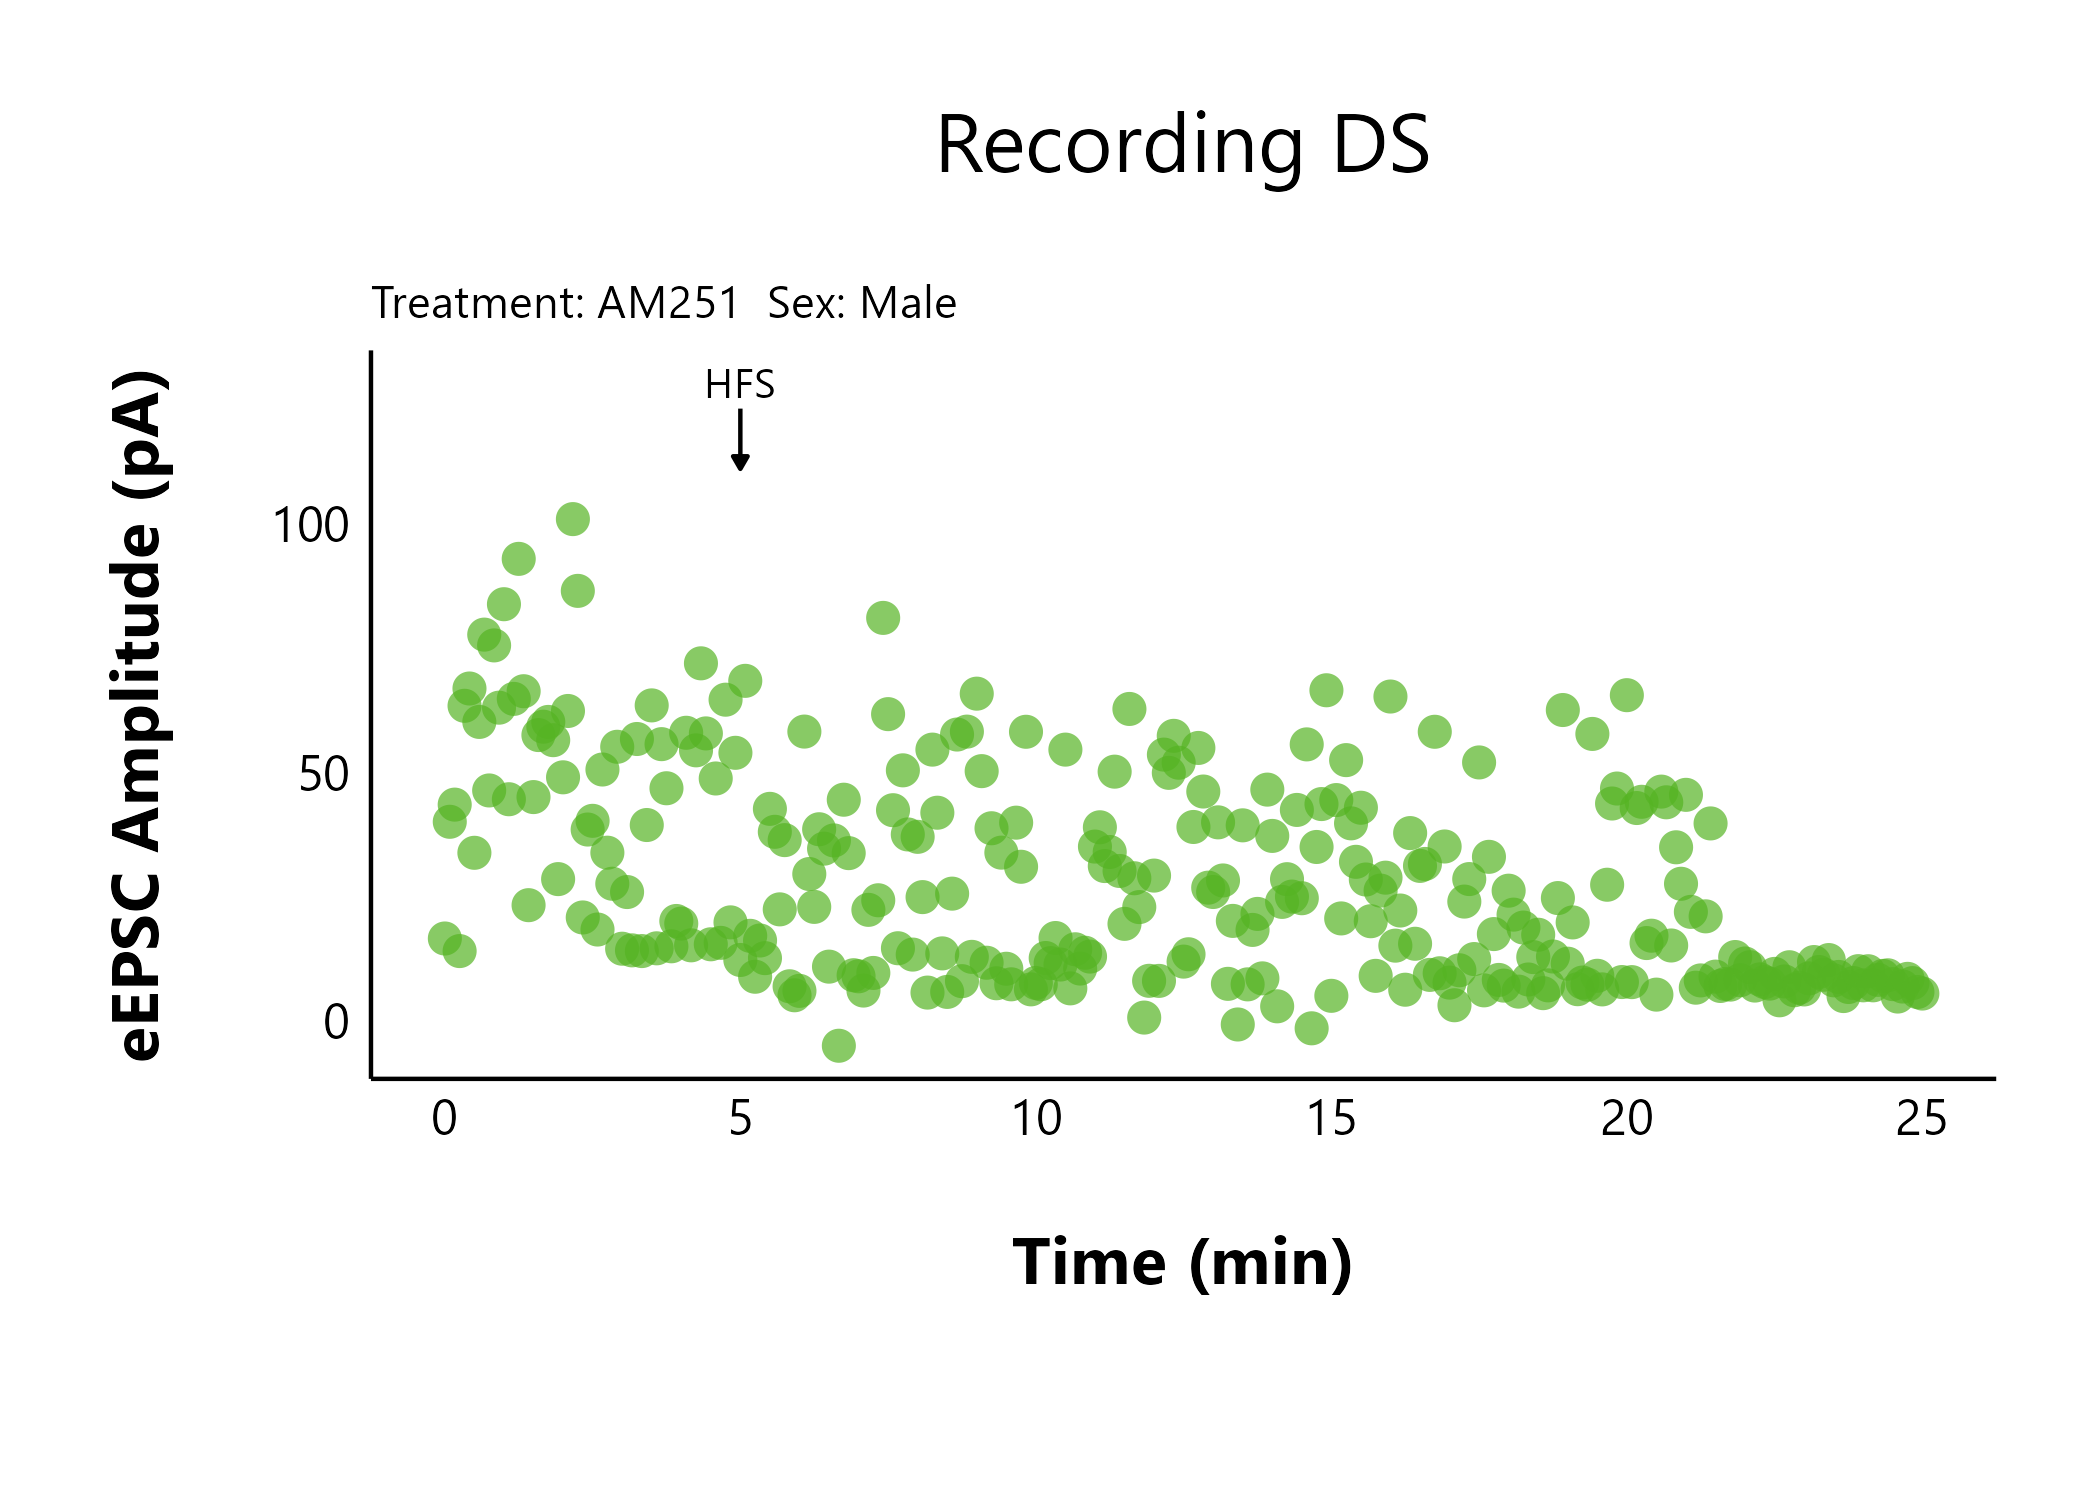 Recording DS
Treatment: AM251  Sex: Male
HFS
eEPSC Amplitude (pA)
100
50
0
0 5 10 15 20 25
Time (min)